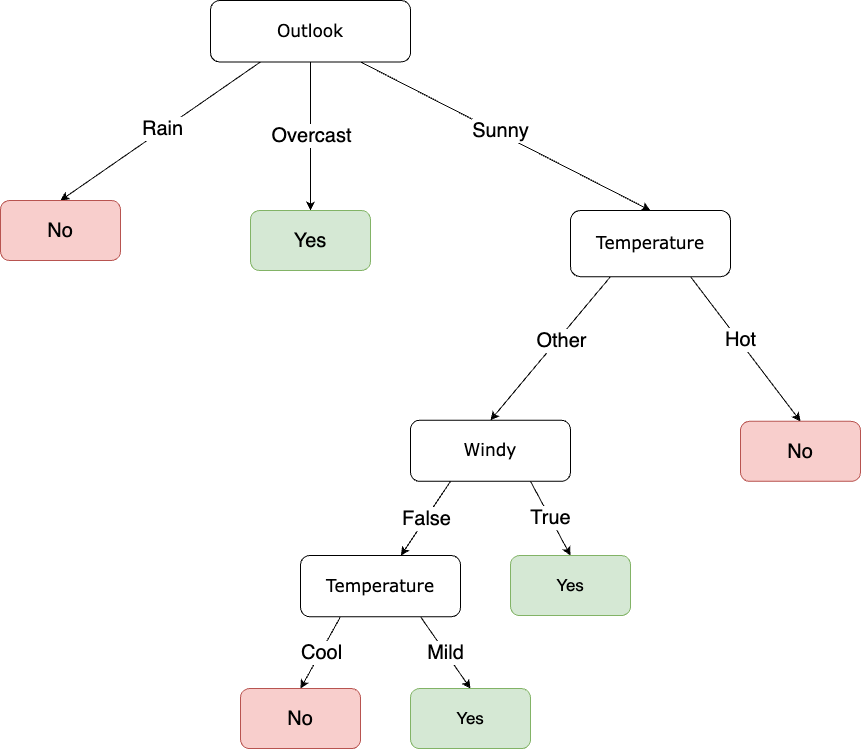 Outlook
Rain
Overcast
Sunny
No
Yes
Temperature
Other
Hot
Windy
No
False
True
Temperature
Yes
Cool
Mild
No
Yes